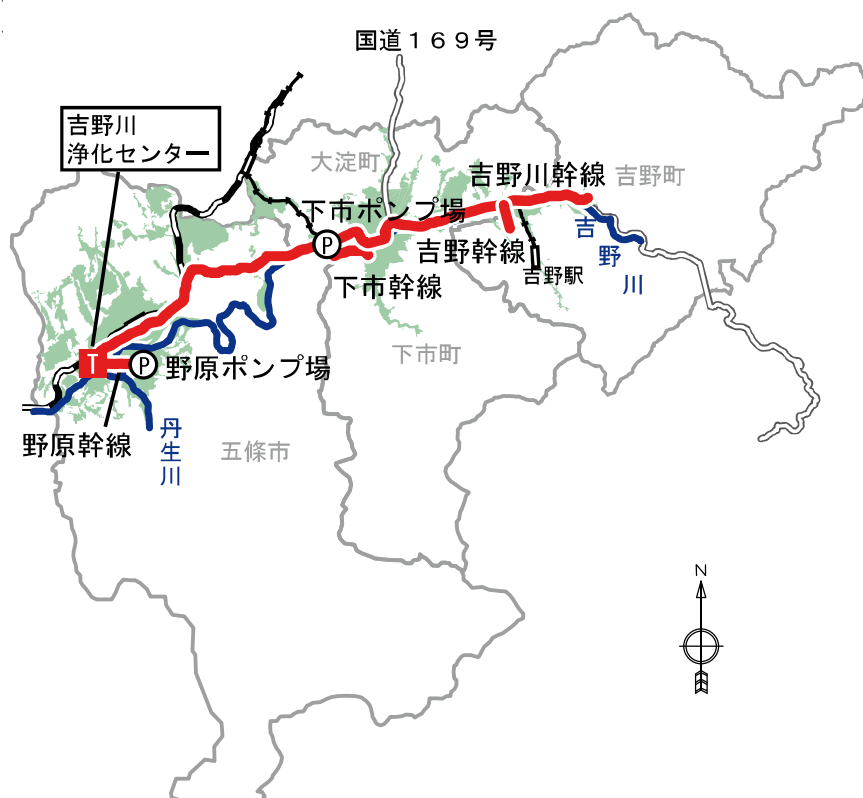 国道１６９号
吉野川
浄化センター
大淀町
吉野川幹線
吉野町
下市ポンプ場
吉野幹線
吉野川
吉野駅
下市幹線
P
下市町
T
P
野原ポンプ場
野原幹線
丹生川
五條市
N